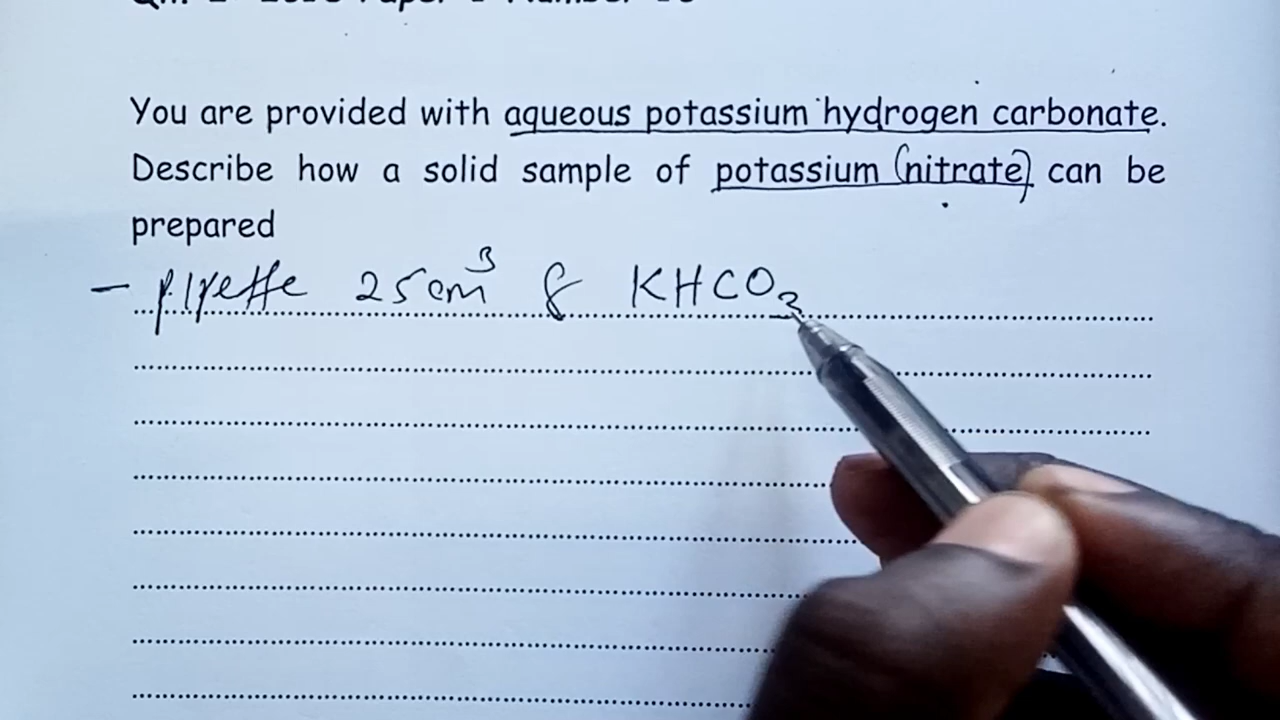 You are provided with aqueous potassium hydrogen carbonate.
Describe how a solid sample of potassium (nitrate) can be
prepared
- pipette 25cm³ of KHCO₃